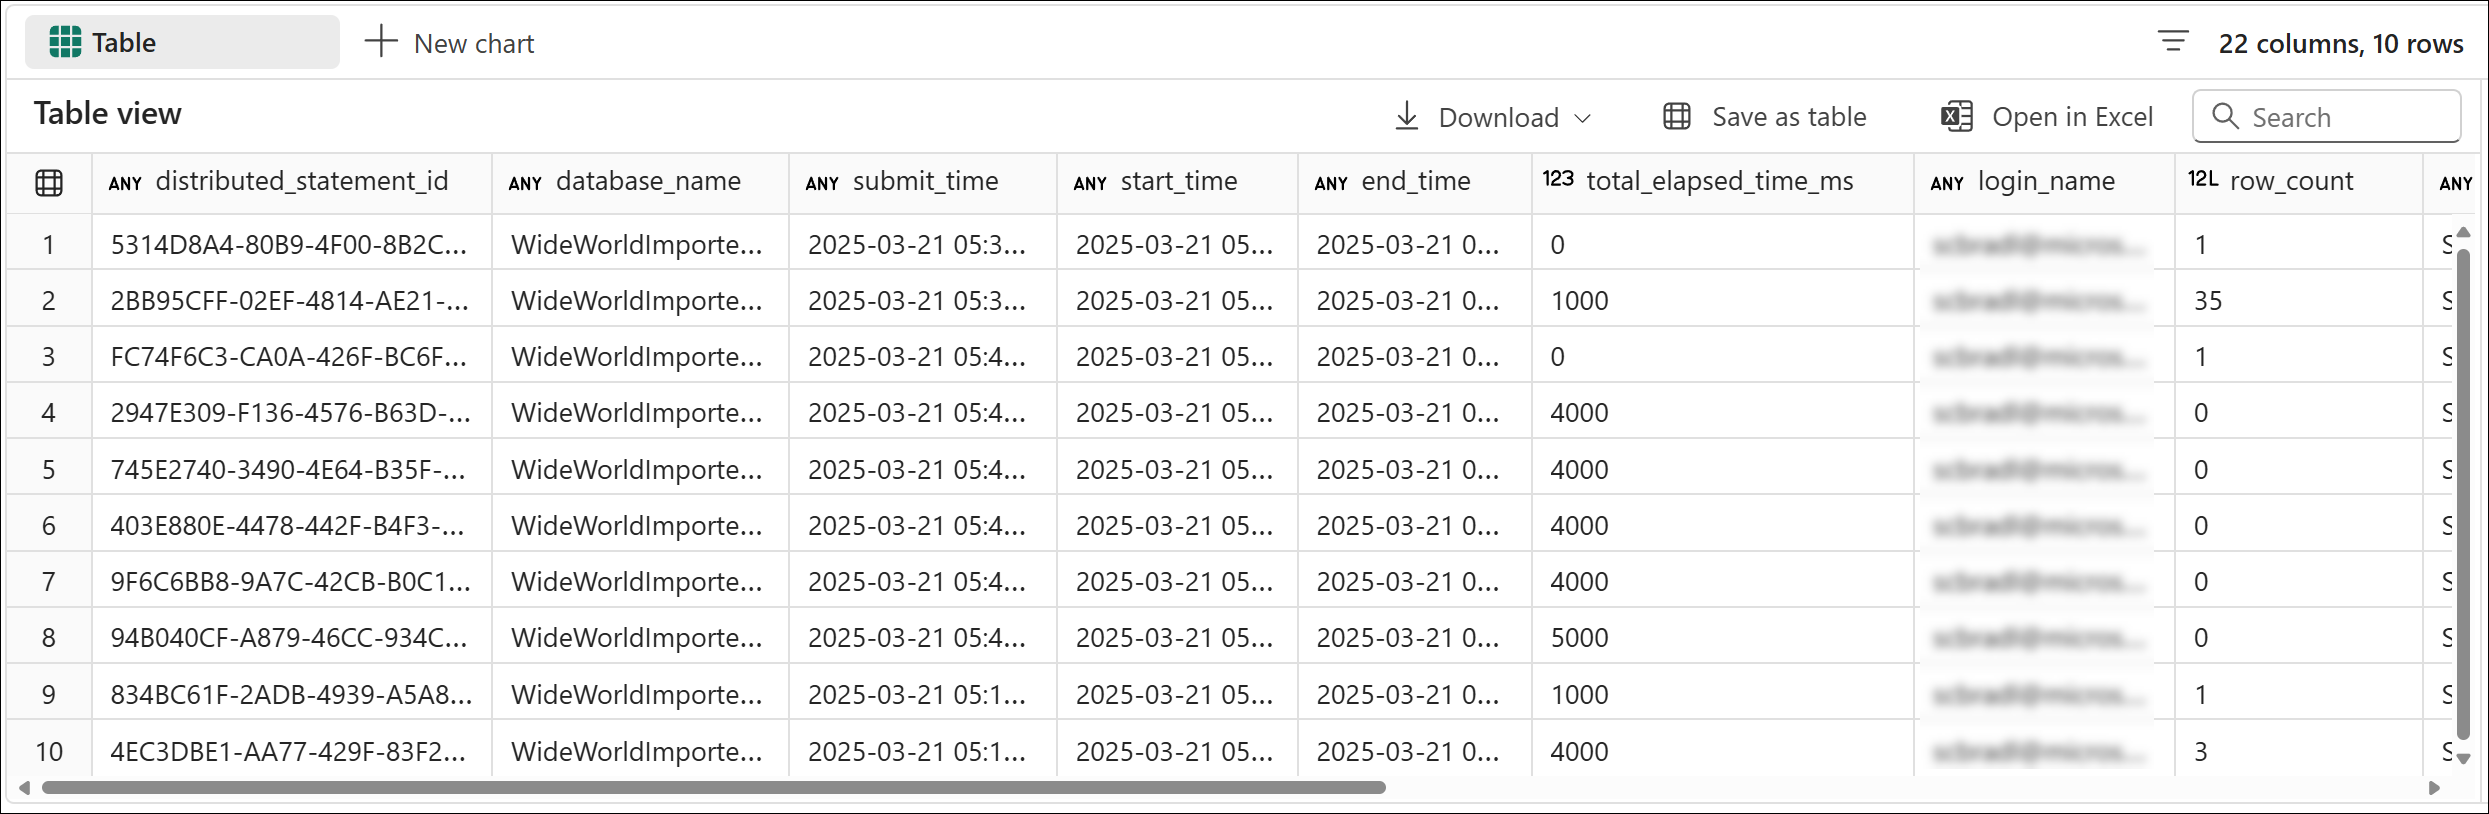 Table New chart 22 columns, 10 rows
Table view Download Save as table Open in Excel Search
ANY distributed_statement_id ANY database_name ANY submit_time ANY start_time ANY end_time 123 total_elapsed_time_ms ANY login_name 12L row_count ANY
1 5314D8A4-80B9-4F00-8B2C... WideWorldImporte... 2025-03-21 05:3... 2025-03-21 05... 2025-03-21 0... 0 1 S
2 2BB95CFF-02EF-4814-AE21-... WideWorldImporte... 2025-03-21 05:3... 2025-03-21 05... 2025-03-21 0... 1000 35 S
3 FC74F6C3-CA0A-426F-BC6F... WideWorldImporte... 2025-03-21 05:4... 2025-03-21 05... 2025-03-21 0... 0 1 S
4 2947E309-F136-4576-B63D-... WideWorldImporte... 2025-03-21 05:4... 2025-03-21 05... 2025-03-21 0... 4000 0 S
5 745E2740-3490-4E64-B35F-... WideWorldImporte... 2025-03-21 05:4... 2025-03-21 05... 2025-03-21 0... 4000 0 S
6 403E880E-4478-442F-B4F3-... WideWorldImporte... 2025-03-21 05:4... 2025-03-21 05... 2025-03-21 0... 4000 0 S
7 9F6C6BB8-9A7C-42CB-B0C1... WideWorldImporte... 2025-03-21 05:4... 2025-03-21 05... 2025-03-21 0... 4000 0 S
8 94B040CF-A879-46CC-934C... WideWorldImporte... 2025-03-21 05:4... 2025-03-21 05... 2025-03-21 0... 5000 0 S
9 834BC61F-2ADB-4939-A5A8... WideWorldImporte... 2025-03-21 05:1... 2025-03-21 05... 2025-03-21 0... 1000 1 S
10 4EC3DBE1-AA77-429F-83F2... WideWorldImporte... 2025-03-21 05:1... 2025-03-21 05... 2025-03-21 0... 4000 3 S